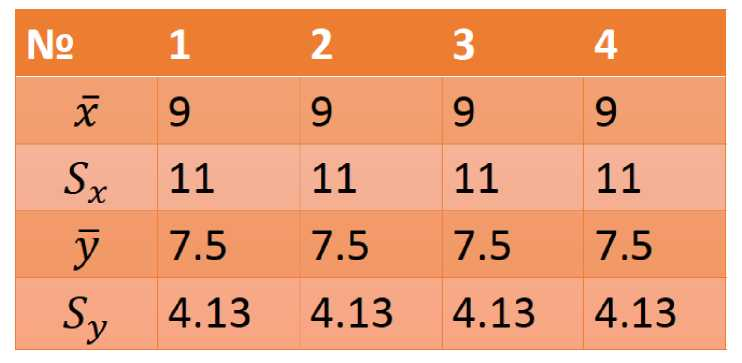 № 1 2 3 4
x̄ 9 9 9 9
Sₓ 11 11 11 11
ȳ 7.5 7.5 7.5 7.5
S_y 4.13 4.13 4.13 4.13